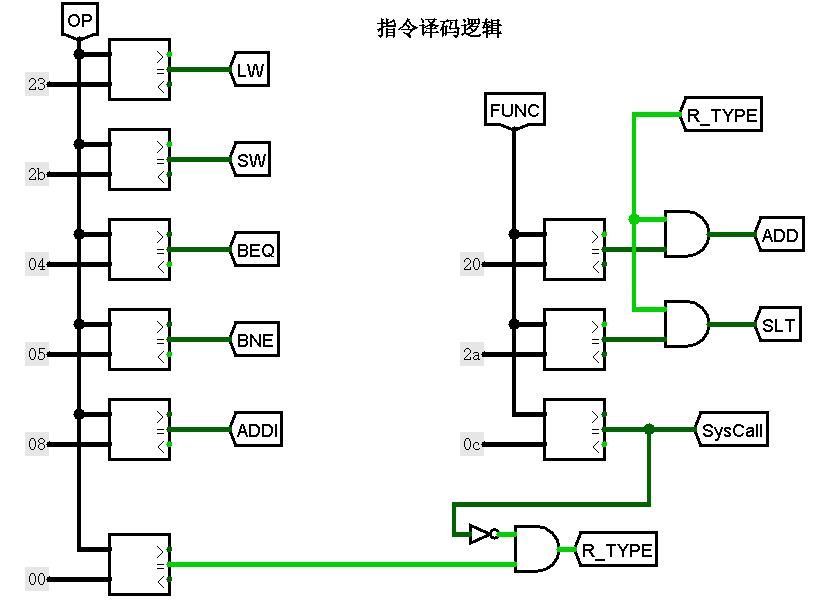 OP
指令译码逻辑
> = <
23
LW
> = <
2b
SW
> = <
04
BEQ
> = <
05
BNE
> = <
08
ADDI
> = <
00
FUNC
R_TYPE
> = <
20
ADD
> = <
2a
SLT
> = <
0c
SysCall
R_TYPE